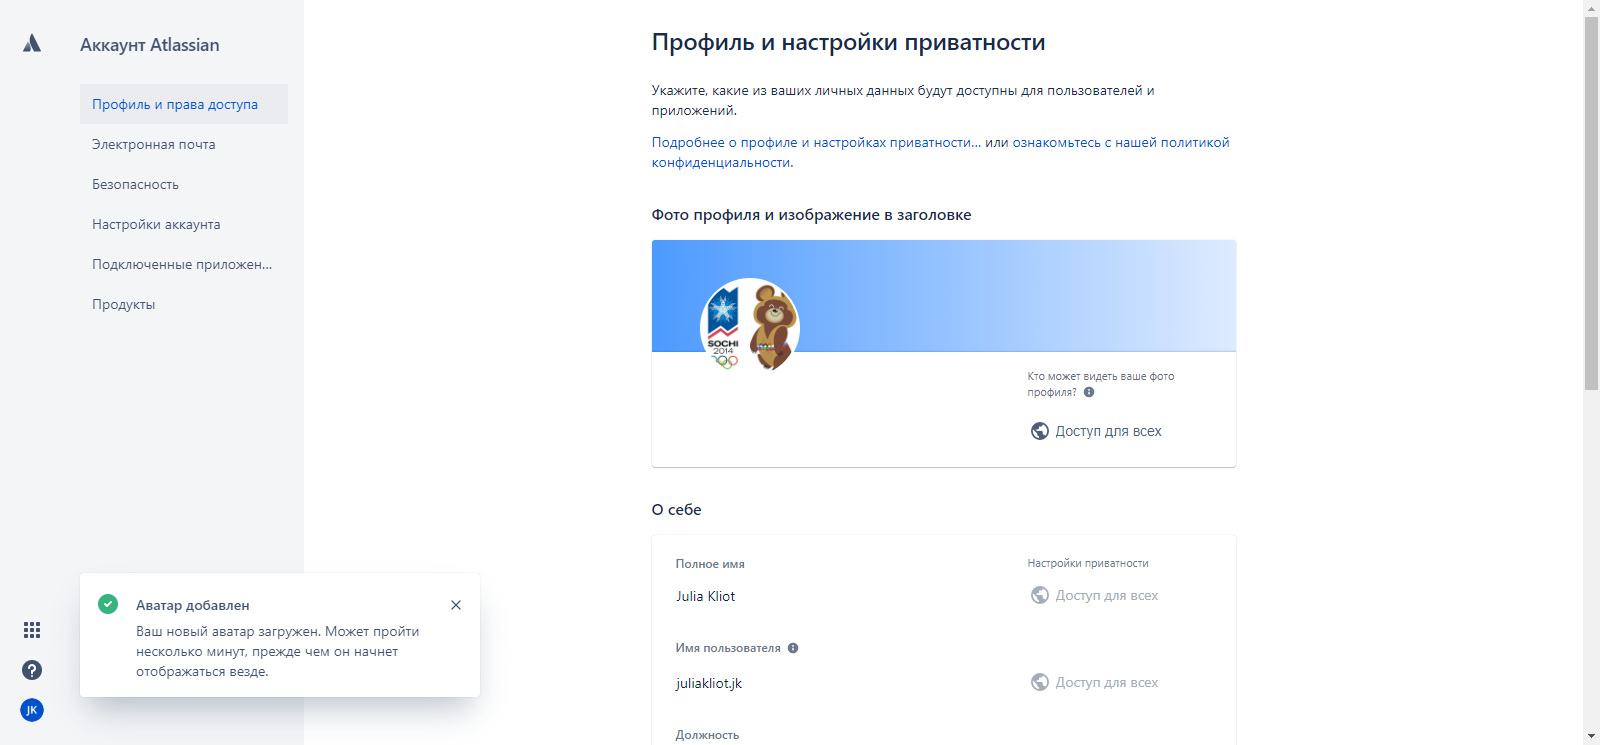 Аккаунт Atlassian
Профиль и права доступа
Электронная почта
Безопасность
Настройки аккаунта
Подключенные приложен...
Продукты
Профиль и настройки приватности
Укажите, какие из ваших личных данных будут доступны для пользователей и
приложений.
Подробнее о профиле и настройках приватности... или ознакомьтесь с нашей политикой
конфиденциальности.
Фото профиля и изображение в заголовке
SOCHI
2014
Кто может видеть ваше фото
профиля?
Доступ для всех
О себе
Полное имя
Настройки приватности
Julia Kliot
Доступ для всех
Имя пользователя
juliakliot.jk
Доступ для всех
Должность
Аватар добавлен
Ваш новый аватар загружен. Может пройти
несколько минут, прежде чем он начнет
отображаться везде.
JK